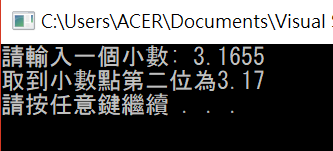 C:\Users\ACER\Documents\Visual
請輸入一個小數: 3.1655
取到小數點第二位為3.17
請按任意鍵繼續 . . .